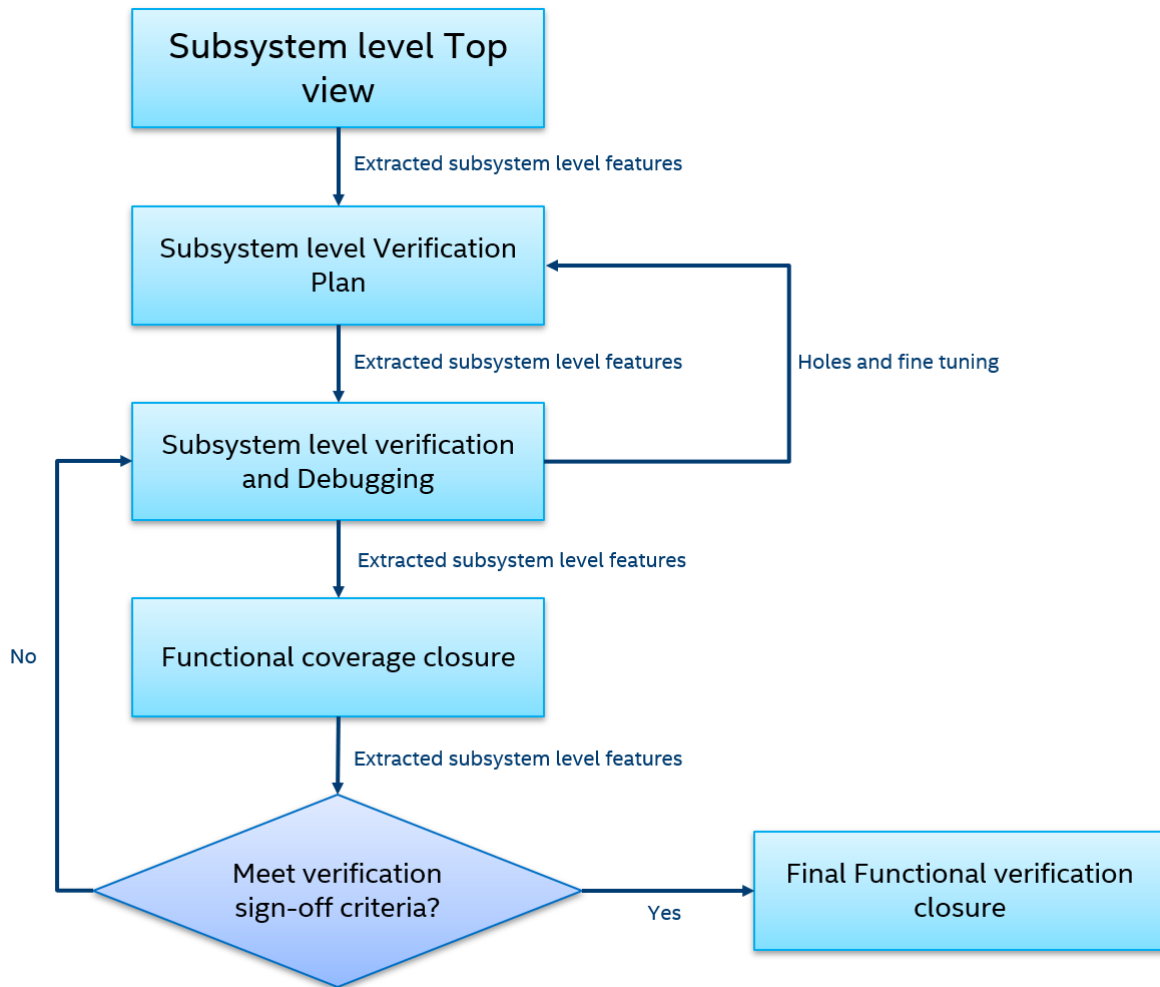 Subsystem level Top
view
Extracted subsystem level features
Subsystem level Verification
Plan
Extracted subsystem level features
Holes and fine tuning
Subsystem level verification
and Debugging
Extracted subsystem level features
No
Functional coverage closure
Extracted subsystem level features
Meet verification
sign-off criteria?
Yes
Final Functional verification
closure